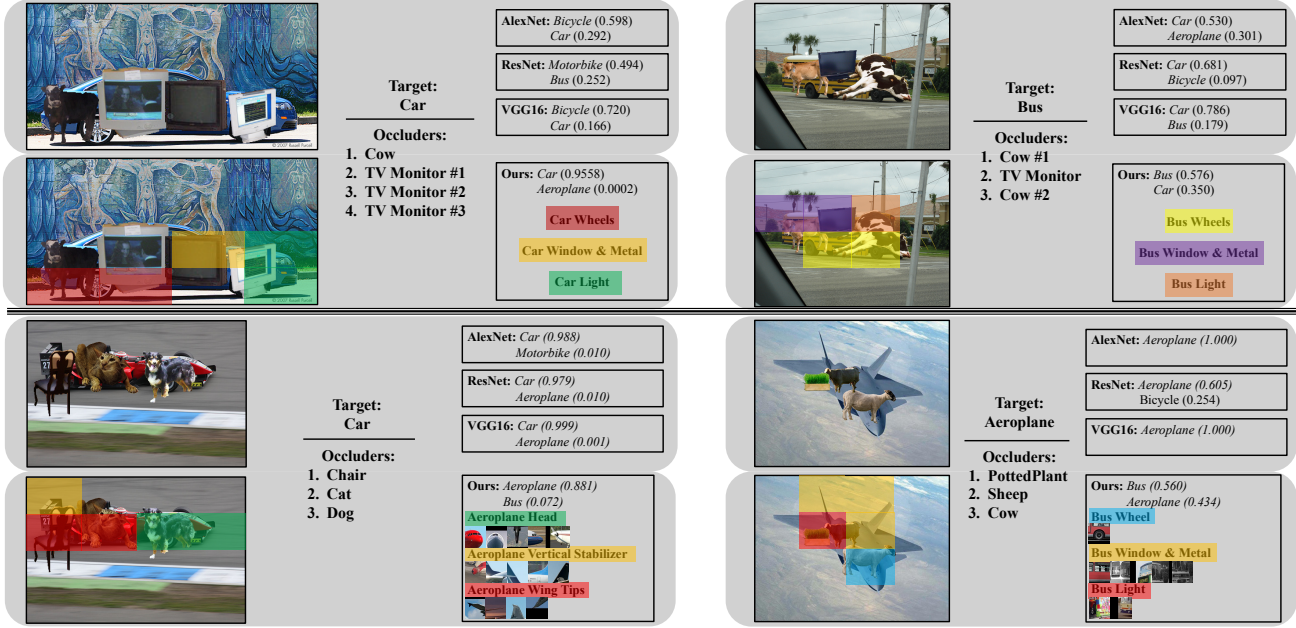 AlexNet: Bicycle (0.598)
Car (0.292)
ResNet: Motorbike (0.494)
Bus (0.252)
VGG16: Bicycle (0.720)
Car (0.166)
Target:
Car
Occluders:
1. Cow
2. TV Monitor #1
3. TV Monitor #2
4. TV Monitor #3
Ours: Car (0.9558)
Aeroplane (0.0002)
Car Wheels
Car Window & Metal
Car Light
AlexNet: Car (0.530)
Aeroplane (0.301)
ResNet: Car (0.681)
Bicycle (0.097)
VGG16: Car (0.786)
Bus (0.179)
Target:
Bus
Occluders:
1. Cow #1
2. TV Monitor
3. Cow #2
Ours: Bus (0.576)
Car (0.350)
Bus Wheels
Bus Window & Metal
Bus Light
AlexNet: Car (0.988)
Motorbike (0.010)
ResNet: Car (0.979)
Aeroplane (0.010)
VGG16: Car (0.999)
Aeroplane (0.001)
Target:
Car
Occluders:
1. Chair
2. Cat
3. Dog
27
27
Ours: Aeroplane (0.881)
Bus (0.072)
Aeroplane Head
Aeroplane Vertical Stabilizer
Aeroplane Wing Tips
AlexNet: Aeroplane (1.000)
ResNet: Aeroplane (0.605)
Bicycle (0.254)
VGG16: Aeroplane (1.000)
Target:
Aeroplane
Occluders:
1. PottedPlant
2. Sheep
3. Cow
Ours: Bus (0.560)
Aeroplane (0.434)
Bus Wheel
Bus Window & Metal
Bus Light